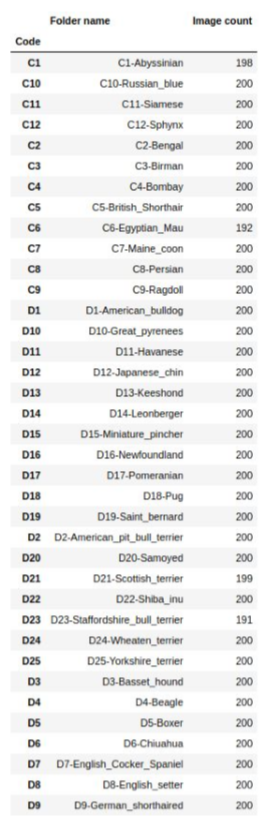 Folder name Image count
Code
C1 C1-Abyssinian 198
C10 C10-Russian_blue 200
C11 C11-Siamese 200
C12 C12-Sphynx 200
C2 C2-Bengal 200
C3 C3-Birman 200
C4 C4-Bombay 200
C5 C5-British_Shorthair 200
C6 C6-Egyptian_Mau 192
C7 C7-Maine_coon 200
C8 C8-Persian 200
C9 C9-Ragdoll 200
D1 D1-American_bulldog 200
D10 D10-Great_pyrenees 200
D11 D11-Havanese 200
D12 D12-Japanese_chin 200
D13 D13-Keeshond 200
D14 D14-Leonberger 200
D15 D15-Miniature_pincher 200
D16 D16-Newfoundland 200
D17 D17-Pomeranian 200
D18 D18-Pug 200
D19 D19-Saint_bernard 200
D2 D2-American_pit_bull_terrier 200
D20 D20-Samoyed 200
D21 D21-Scottish_terrier 199
D22 D22-Shiba_inu 200
D23 D23-Staffordshire_bull_terrier 191
D24 D24-Wheaten_terrier 200
D25 D25-Yorkshire_terrier 200
D3 D3-Basset_hound 200
D4 D4-Beagle 200
D5 D5-Boxer 200
D6 D6-Chiuahua 200
D7 D7-English_Cocker_Spaniel 200
D8 D8-English_setter 200
D9 D9-German_shorthaired 200